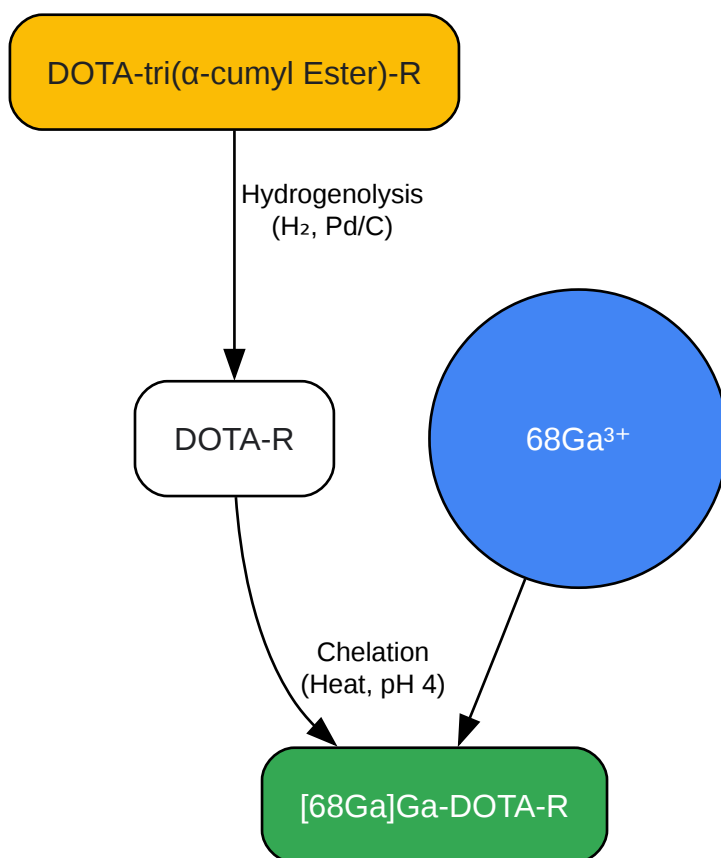 DOTA-tri(α-cumyl Ester)-R
Hydrogenolysis
(H₂, Pd/C)
DOTA-R
68Ga³⁺
Chelation
(Heat, pH 4)
[68Ga]Ga-DOTA-R